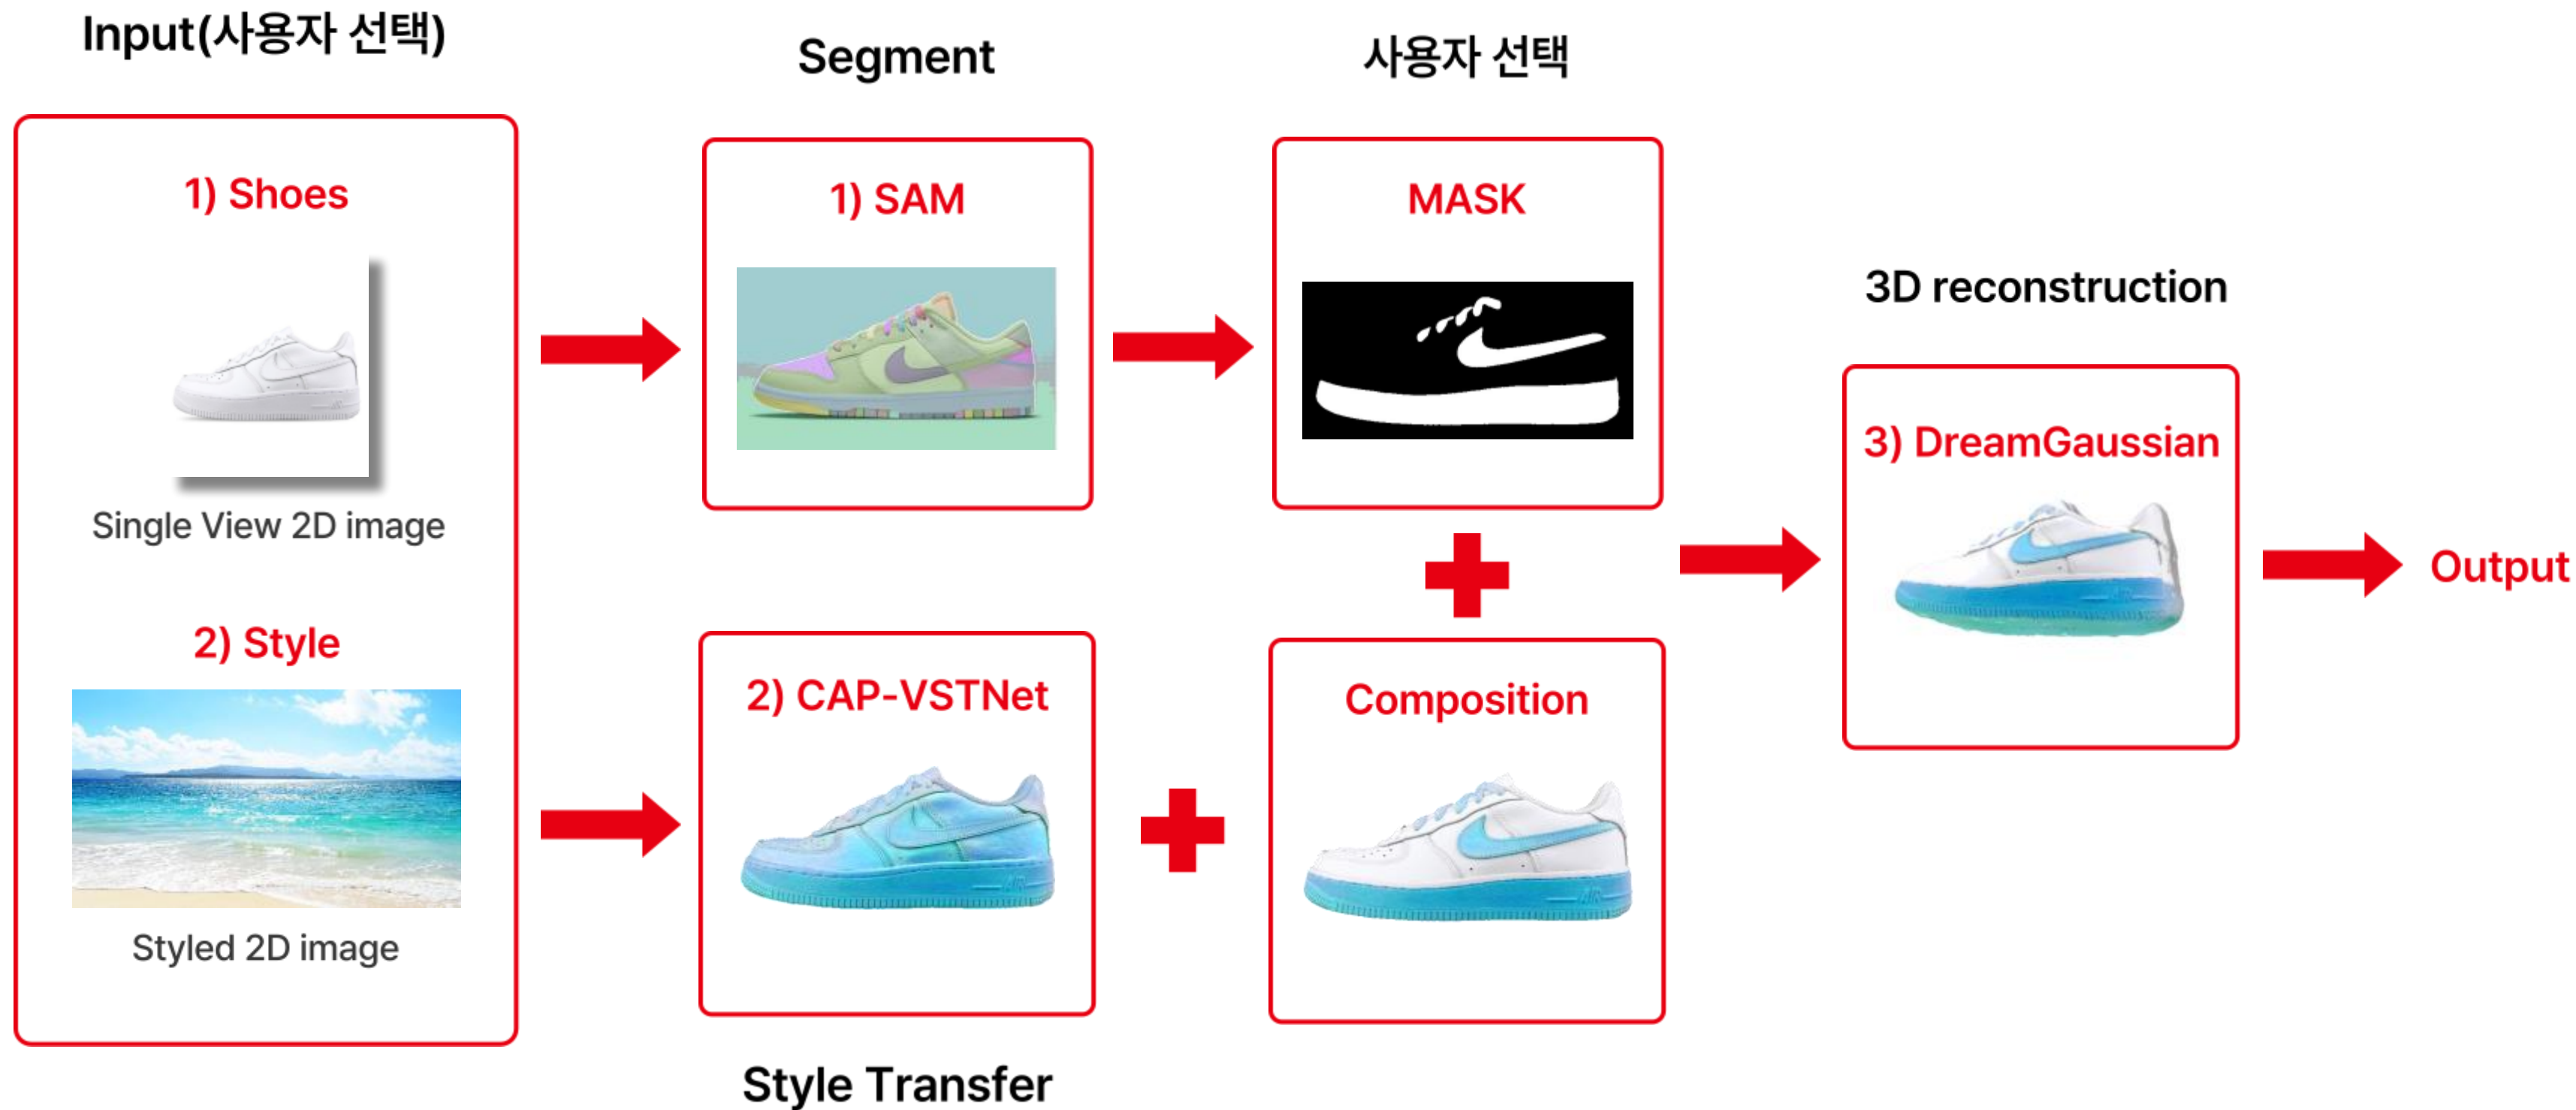 Input(사용자 선택)
1) Shoes
Single View 2D image
2) Style
Styled 2D image
Segment
1) SAM
2) CAP-VSTNet
Style Transfer
사용자 선택
MASK
Composition
3D reconstruction
3) DreamGaussian
Output